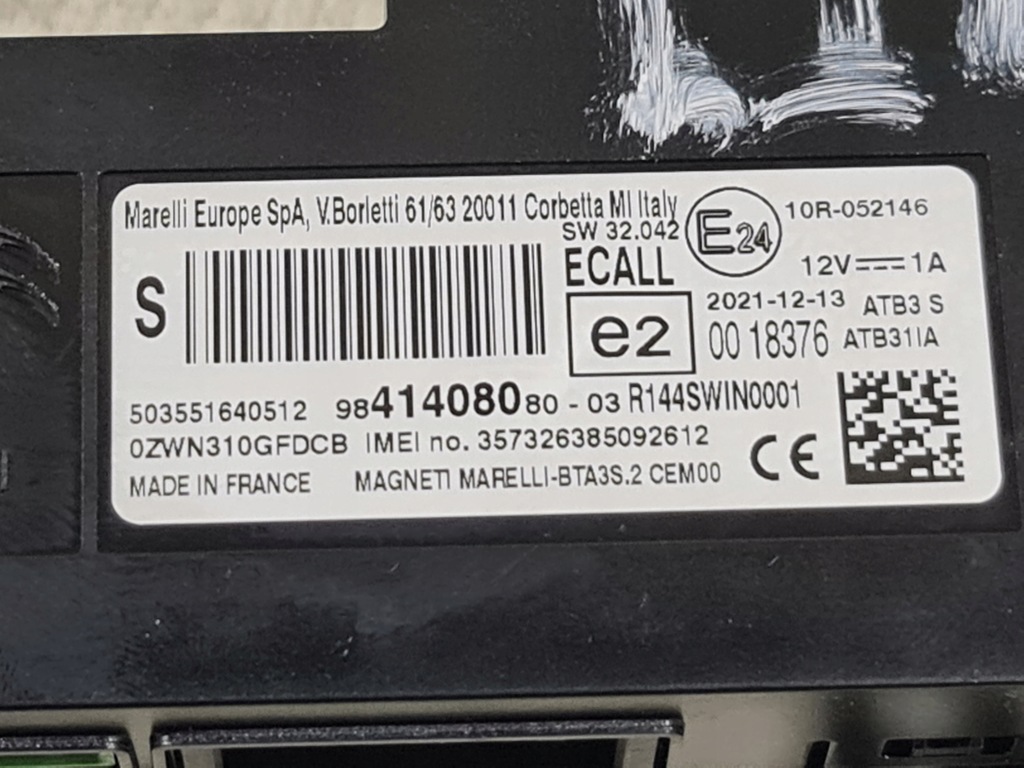 Marelli Europe SpA, V.Borletti 61/63 20011 Corbetta MI Italy
SW 32.042
E24
10R-052146
ECALL
12V 1A
S
e2
2021-12-13 ATB3 S
00 18376 ATB31IA
503551640512 9841408080 - 03 R144SWIN0001
0ZWN310GFDCB IMEI no. 357326385092612
CE
MADE IN FRANCE MAGNETI MARELLI-BTA3S.2 CEM00